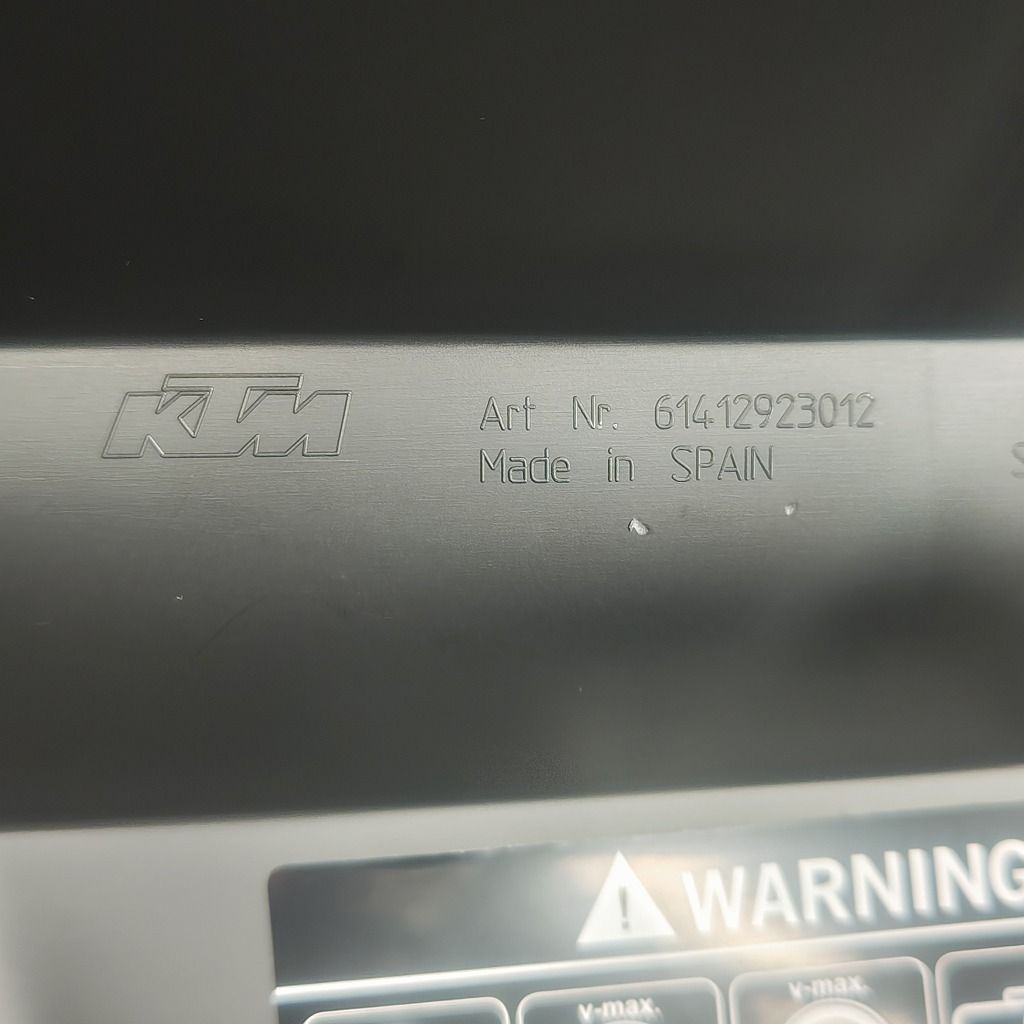 KTM
Art Nr. 61412923012
Made in SPAIN
WARNING
v-max.
v-max.